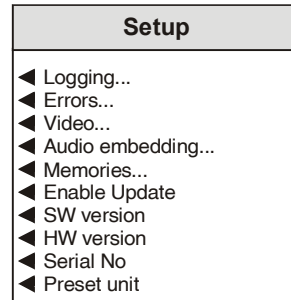 Setup
Logging...
Errors...
Video...
Audio embedding...
Memories...
Enable Update
SW version
HW version
Serial No
Preset unit